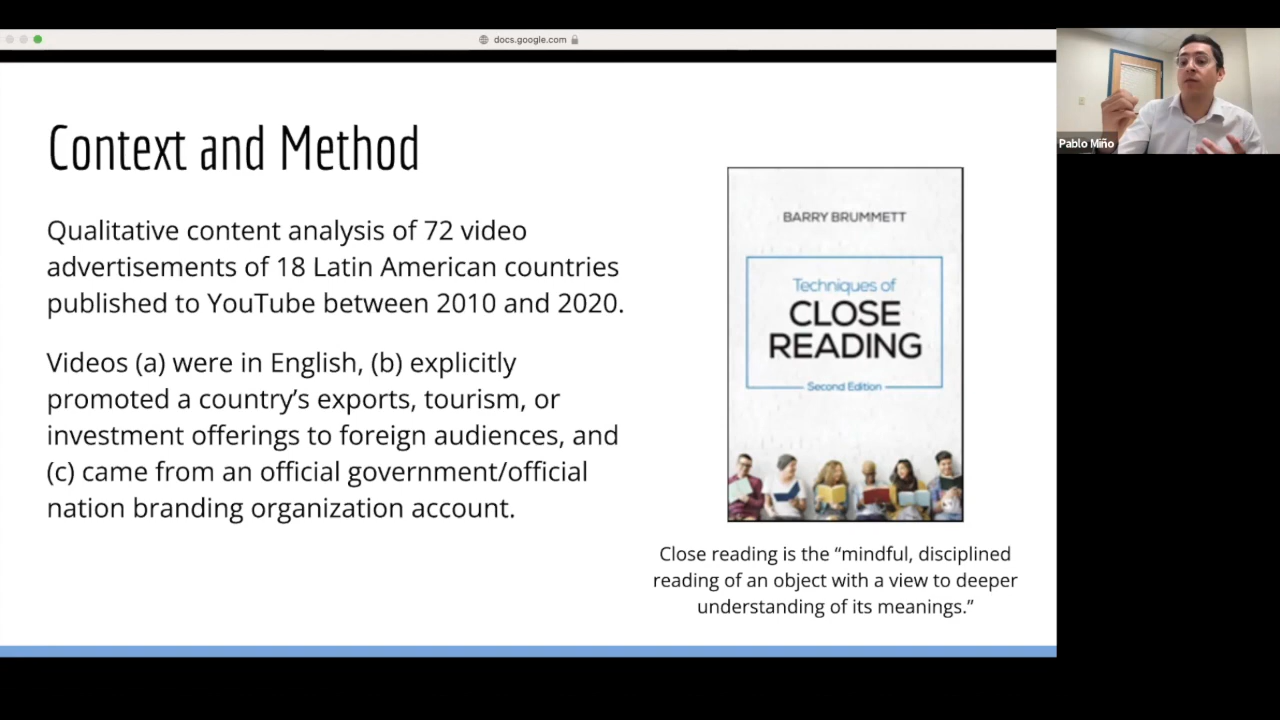 docs.google.com
Context and Method
Qualitative content analysis of 72 video
advertisements of 18 Latin American countries
published to YouTube between 2010 and 2020.
Videos (a) were in English, (b) explicitly
promoted a country’s exports, tourism, or
investment offerings to foreign audiences, and
(c) came from an official government/official
nation branding organization account.
BARRY BRUMMETT
Techniques of
CLOSE
READING
Second Edition
Close reading is the “mindful, disciplined
reading of an object with a view to deeper
understanding of its meanings.”
Pablo Miño